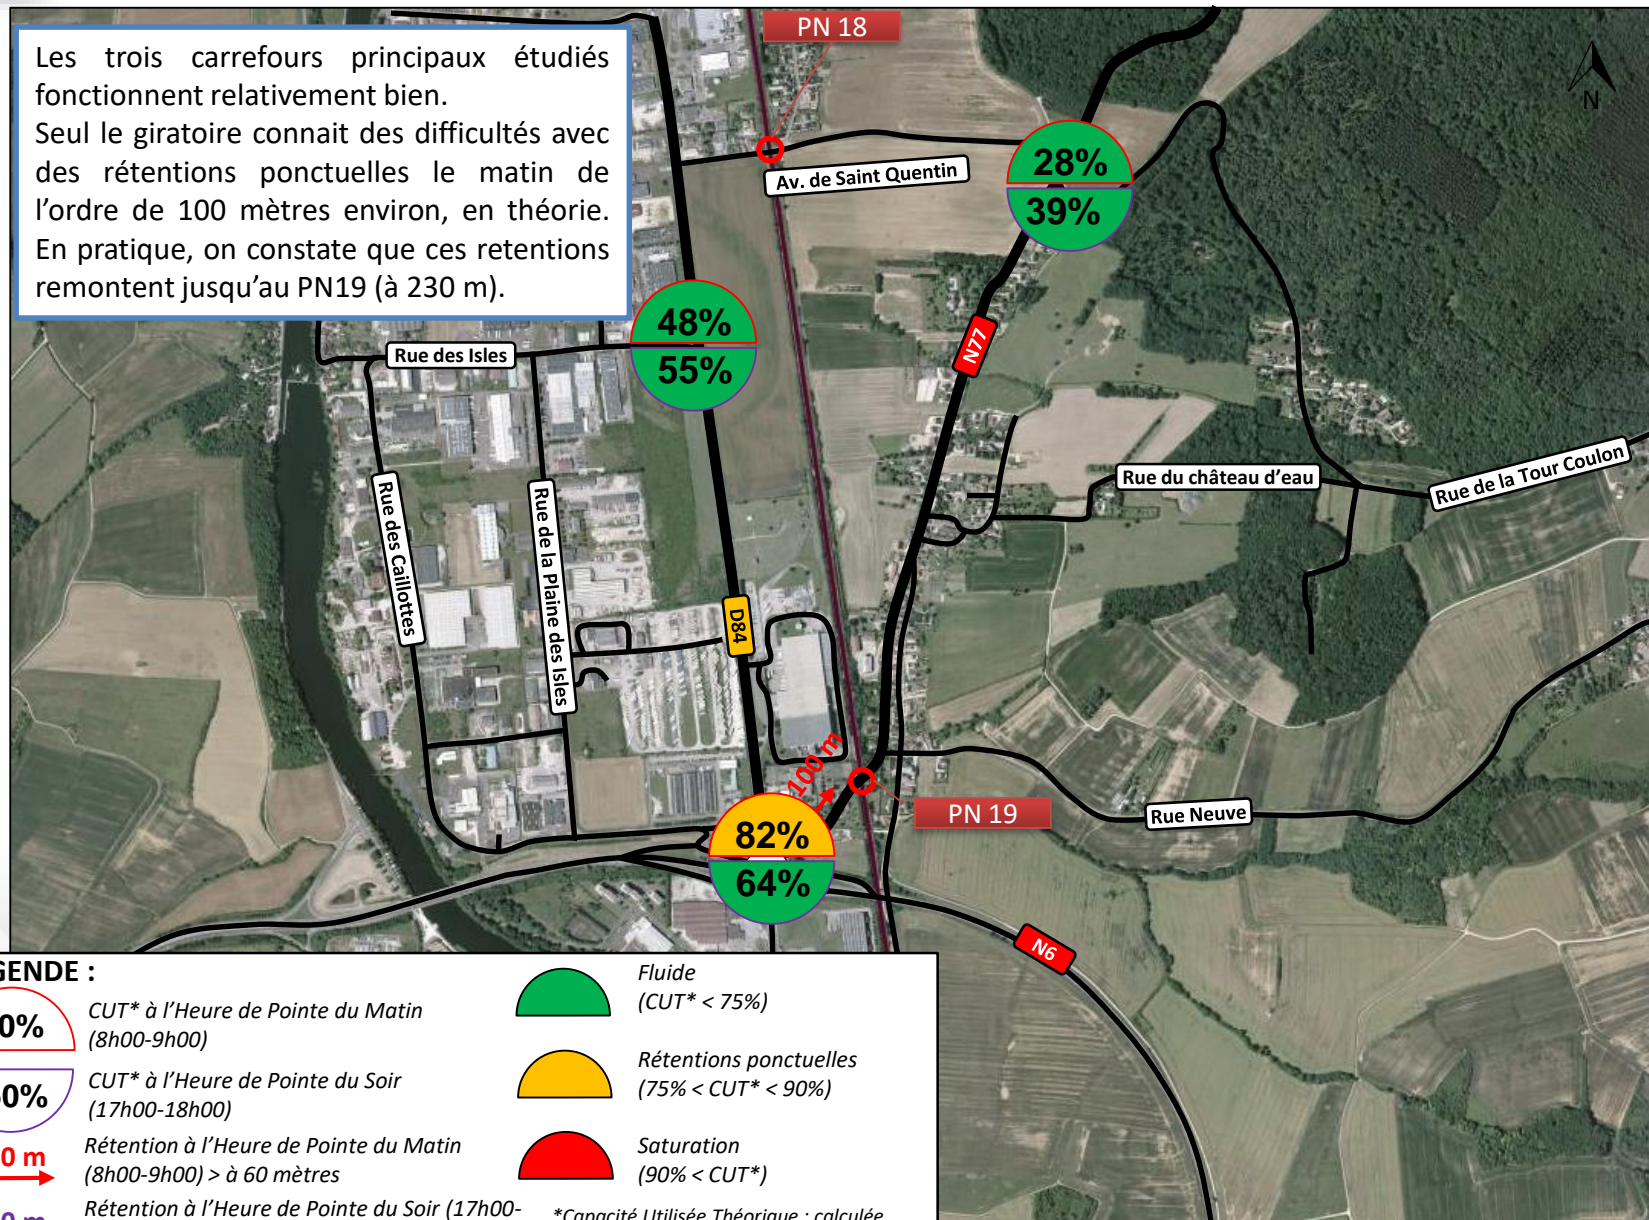 Les trois carrefours principaux étudiés
fonctionnent relativement bien.
Seul le giratoire connait des difficultés avec
des rétentions ponctuelles le matin de
l'ordre de 100 mètres environ, en théorie.
En pratique, on constate que ces retentions
remontent jusqu'au PN19 (à 230 m).
PN 18
N
Av. de Saint Quentin
28%
39%
48%
55%
Rue des Isles
N77
Rue du château d'eau
Rue de la Tour Coulon
Rue des Caillottes
Rue de la Plaine des Isles
D84
100 m
PN 19
Rue Neuve
82%
64%
N6
GENDE :
0%
CUT* à l'Heure de Pointe du Matin
(8h00-9h00)
0%
CUT* à l'Heure de Pointe du Soir
(17h00-18h00)
0 m
Rétention à l'Heure de Pointe du Matin
(8h00-9h00) > à 60 mètres
0 m
Rétention à l'Heure de Pointe du Soir (17h00-
Fluide
(CUT* < 75%)
Rétentions ponctuelles
(75% < CUT* < 90%)
Saturation
(90% < CUT*)
*Capacité Utilisée Théorique : calculée